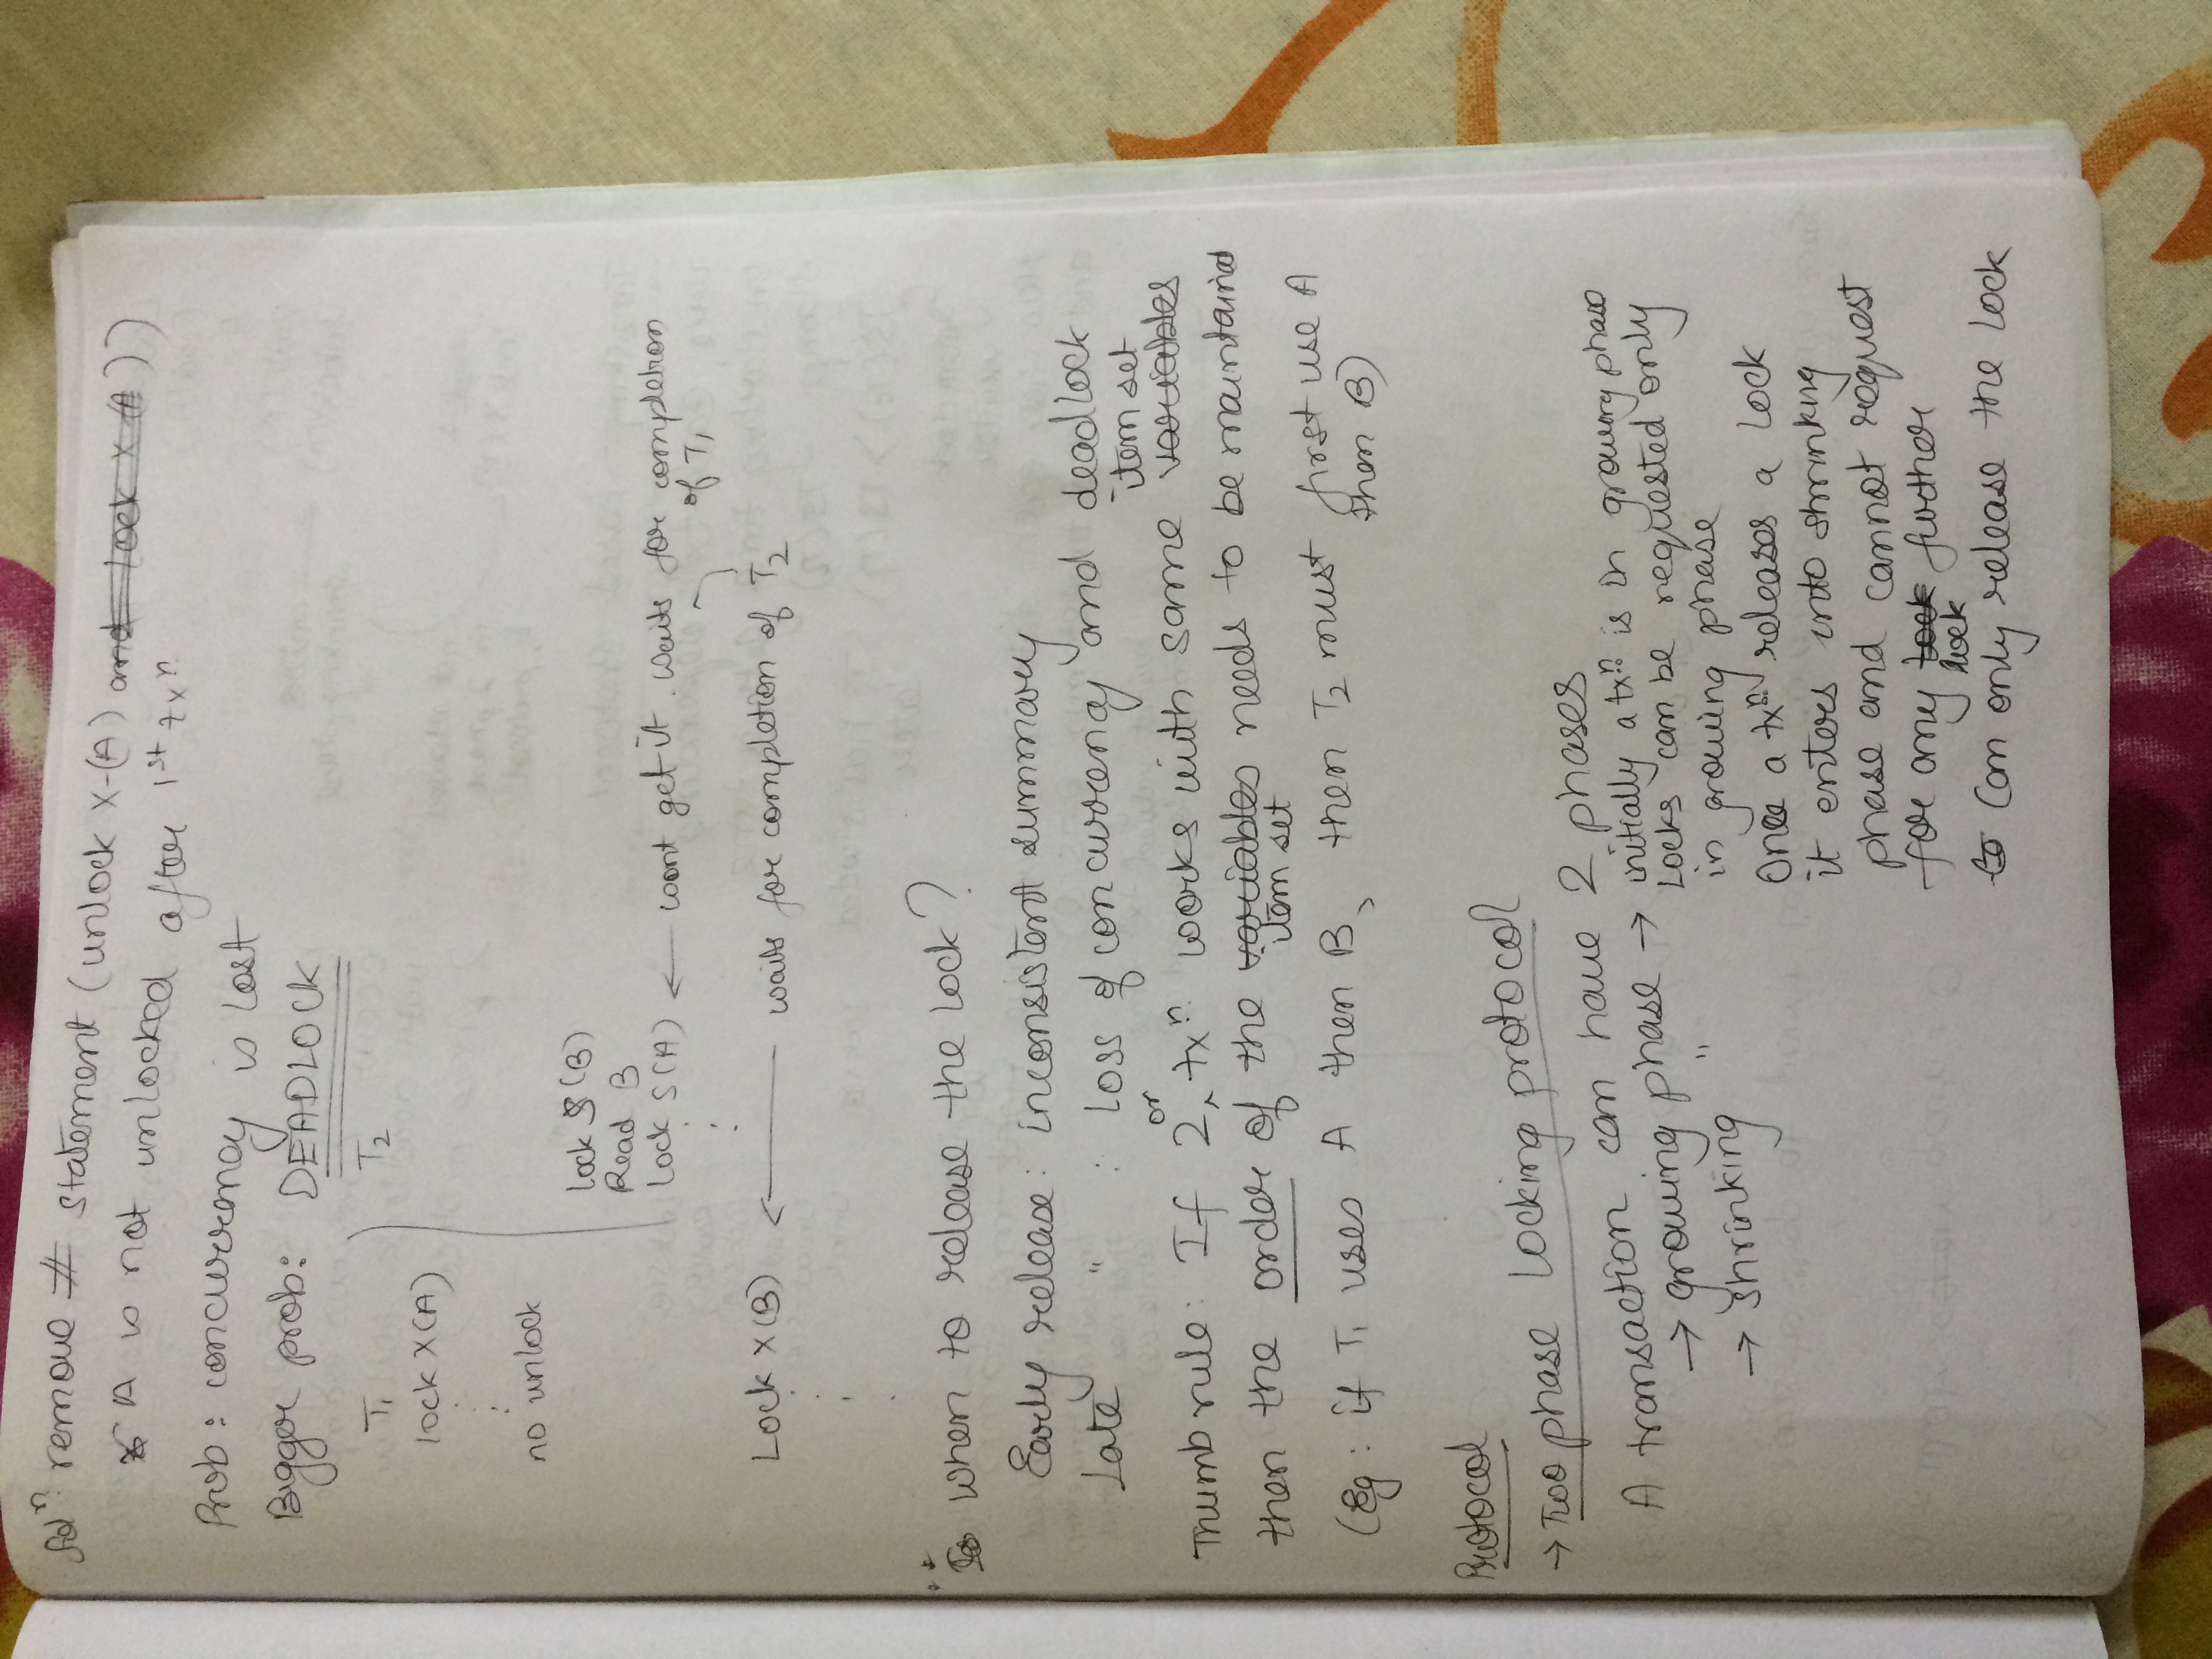 Solⁿ: remove # statement (unlock X-(A) and lock X (A))
A is not unlocked after 1st txⁿ
Prob: concurrency is lost
Bigger prob: DEADLOCK
T₁ T₂
lock X(A)
no unlock
Lock S(B)
Read B
Lock S(A) ← wont get it. Waits for completion
of T₁
Lock X(B) ← waits for completion of T₂
When to release the lock?
Early release: inconsistent summary
Late " : loss of concurrency and deadlock
item set
Thumb rule: If 2 or txⁿ works with same variables
then the order of the variables needs to be maintained
item set
(Eg: if T₁ uses A then B, then T₂ must first use A
then B)
Protocol
→ Two phase Locking protocol
A transaction can have 2 phases
→ growing phase → initially a txⁿ is in growing phase
Locks can be requested only
in growing phase
→ shrinking "
Once a txⁿ releases a lock
it enters into shrinking
phase and cannot request
for any lock further
lock
Can only release the lock